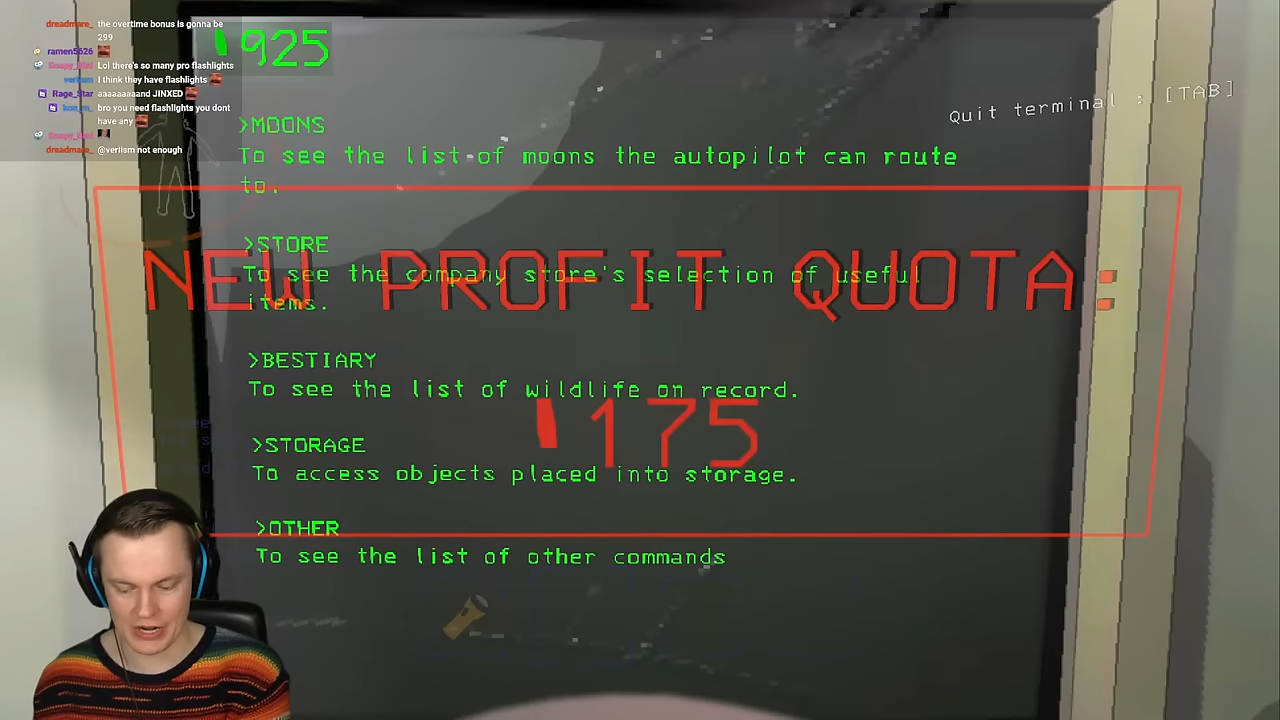 dreadmare_ the overtime bonus is gonna be
299
ramen5626
Lol there's so many pro flashlights
veriism I think they have flashlights
Rage_Star aaaaaaaand JINXED
bro you need flashlights you dont
have any
dreadmare_ @veriism not enough
925
Quit terminal : [TAB]
>MOONS
To see the list of moons the autopilot can route
to.
>STORE
To see the company store's selection of useful
items.
NEW PROFIT QUOTA:
>BESTIARY
To see the list of wildlife on record.
175
>STORAGE
To access objects placed into storage.
>OTHER
To see the list of other commands